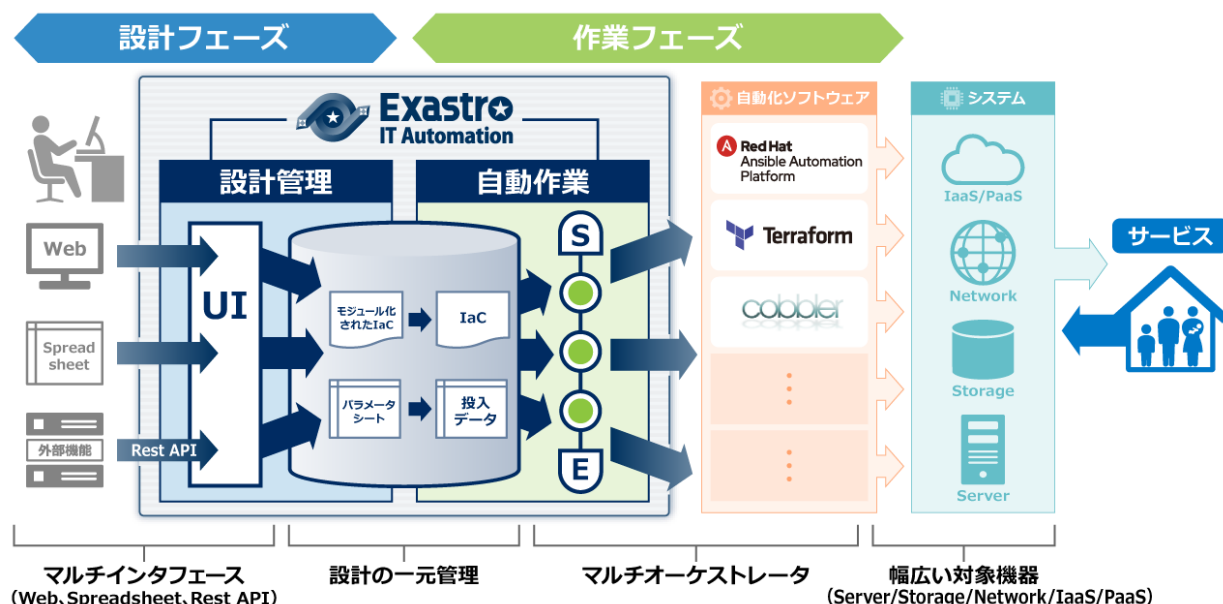 設計フェーズ
作業フェーズ
Exastro
IT Automation
設計管理
自動作業
Web
Spread
sheet
外部機能
Rest API
UI
モジュール化
されたIaC
IaC
パラメータ
シート
投入
データ
S
E
自動化ソフトウェア
A
Red Hat
Ansible Automation
Platform
Terraform
cobbler
システム
IaaS/PaaS
Network
Storage
Server
サービス
マルチインタフェース
(Web、Spreadsheet、Rest API)
設計の一元管理
マルチオーケストレータ
幅広い対象機器
(Server/Storage/Network/IaaS/PaaS)